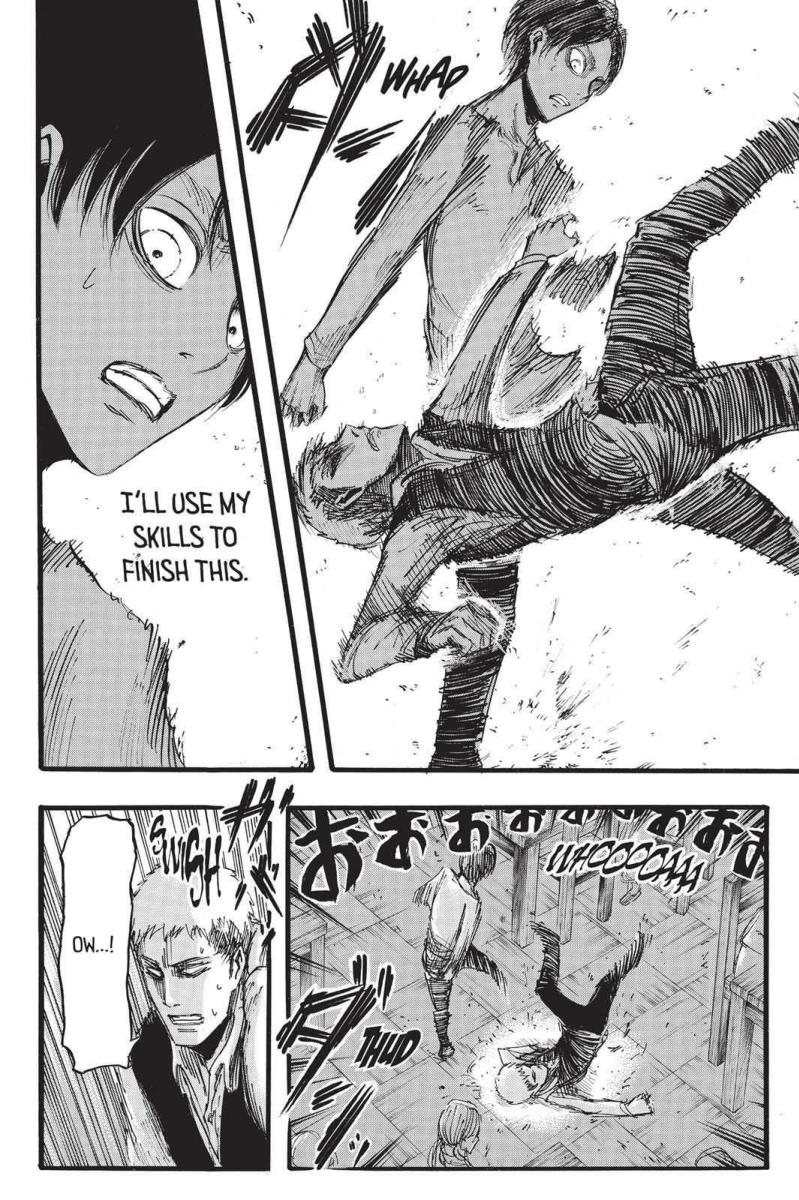 WHAP
I'LL USE MY
SKILLS TO
FINISH THIS.
おおおおおおおお
WHOOOOAAA
THUD
SWISH
OW...!